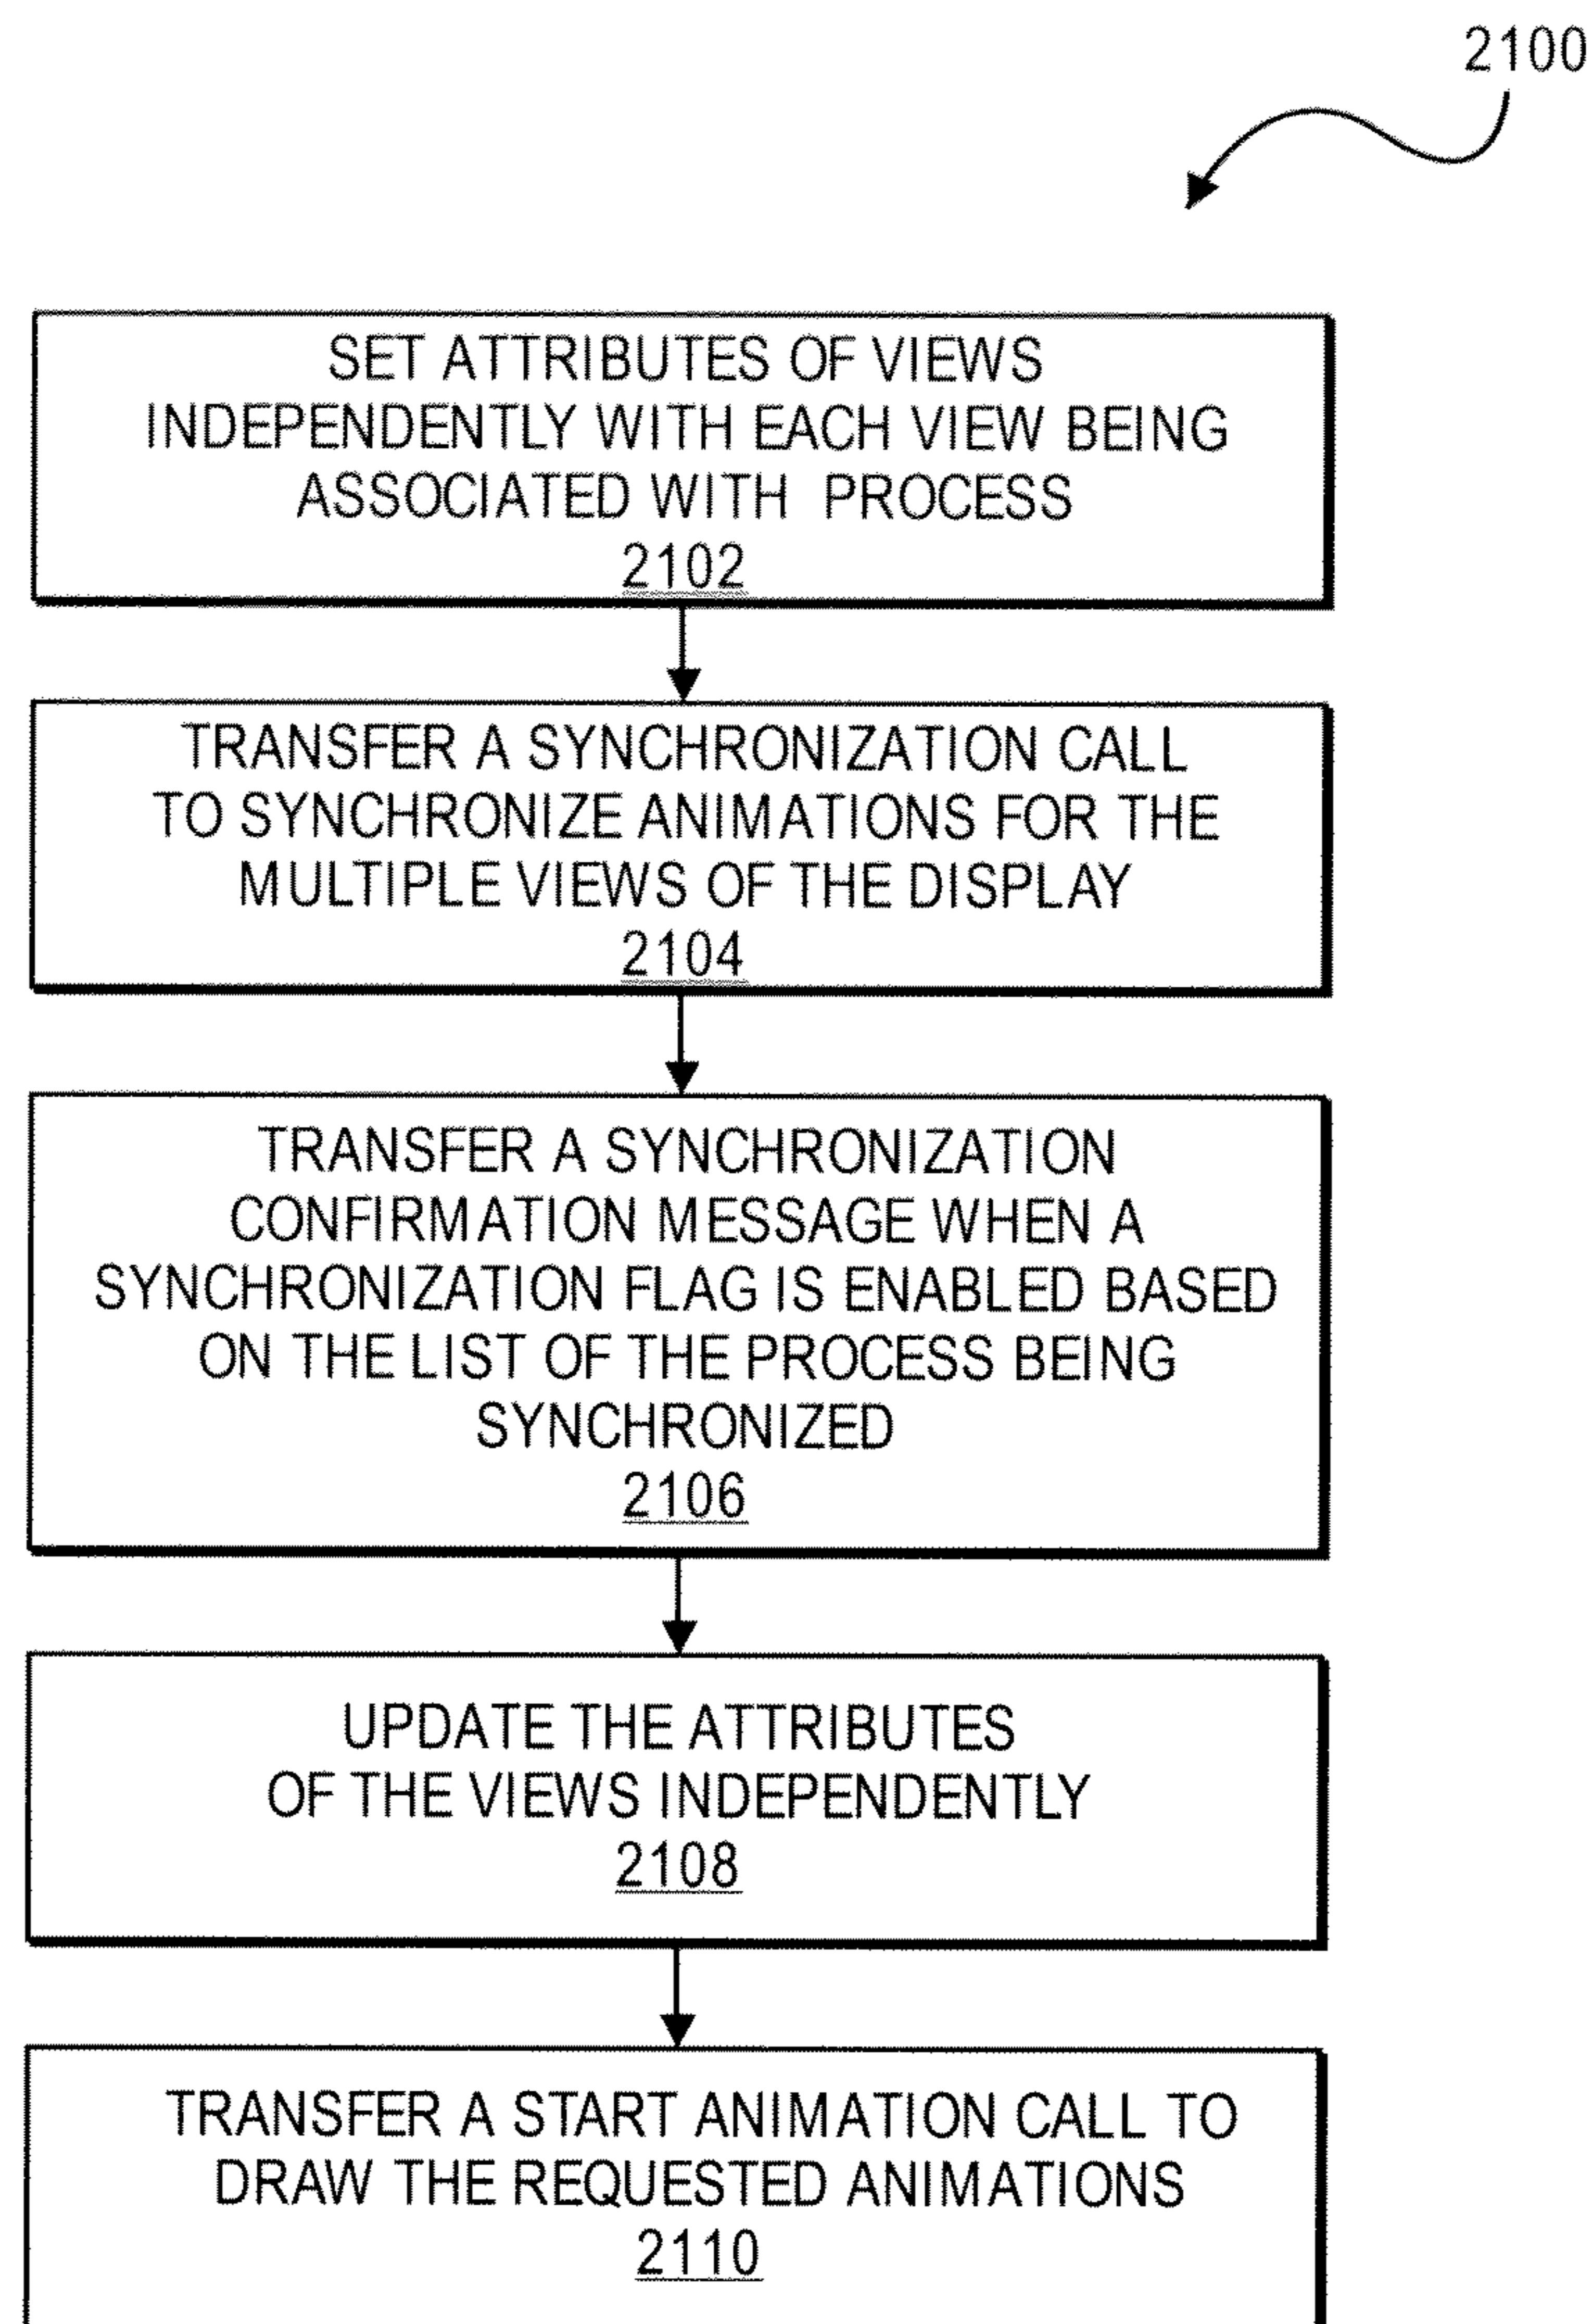 2100
SET ATTRIBUTES OF VIEWS
INDEPENDENTLY WITH EACH VIEW BEING
ASSOCIATED WITH PROCESS
2102
TRANSFER A SYNCHRONIZATION CALL
TO SYNCHRONIZE ANIMATIONS FOR THE
MULTIPLE VIEWS OF THE DISPLAY
2104
TRANSFER A SYNCHRONIZATION
CONFIRMATION MESSAGE WHEN A
SYNCHRONIZATION FLAG IS ENABLED BASED
ON THE LIST OF THE PROCESS BEING
SYNCHRONIZED
2106
UPDATE THE ATTRIBUTES
OF THE VIEWS INDEPENDENTLY
2108
TRANSFER A START ANIMATION CALL TO
DRAW THE REQUESTED ANIMATIONS
2110